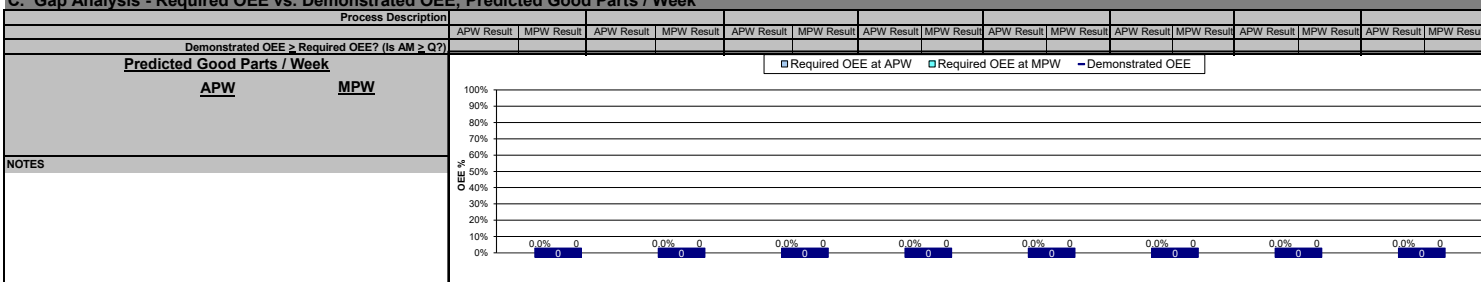 C. Gap Analysis - Required OEE vs. Demonstrated OEE, Predicted Good Parts / Week
Process Description
APW Result MPW Result APW Result MPW Result APW Result MPW Result APW Result MPW Result APW Result MPW Result APW Result MPW Result APW Result MPW Result APW Result MPW Resu
Demonstrated OEE > Required OEE? (Is AM > Q?)
Predicted Good Parts / Week
APW MPW
Required OEE at APW Required OEE at MPW Demonstrated OEE
100%
90%
80%
70%
60%
50%
40%
30%
20%
10%
0%
OEE %
0.0% 0 0.0% 0 0.0% 0 0.0% 0 0.0% 0 0.0% 0 0.0% 0 0.0% 0
0 0 0 0 0 0 0 0
NOTES